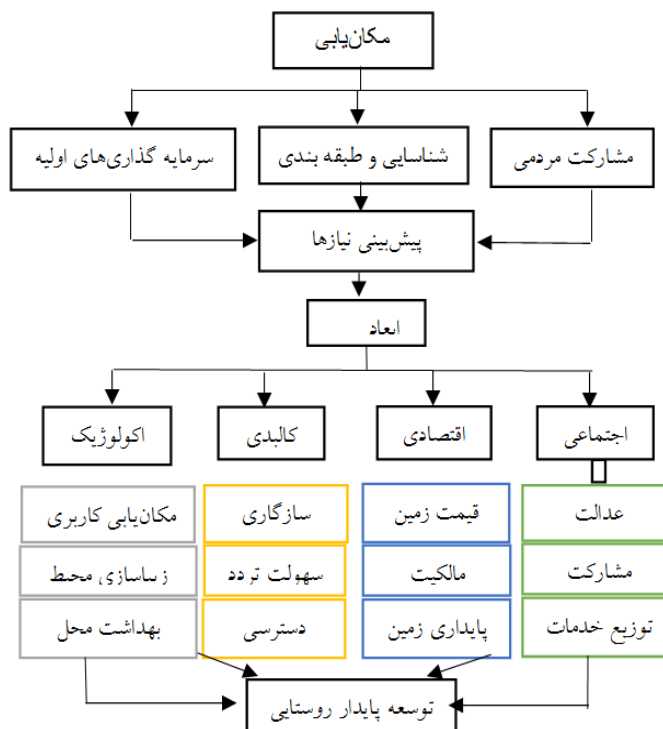 مکان‌یابی
مشارکت مردمی
شناسایی و طبقه بندی
سرمایه گذاری‌های اولیه
پیش‌بینی نیازها
ابعاد
اجتماعی
اقتصادی
کالبدی
اکولوژیک
عدالت
قیمت زمین
سازگاری
مکان‌یابی کاربری
مشارکت
مالکیت
سهولت تردد
زیباسازی محیط
توزیع خدمات
پایداری زمین
دسترسی
بهداشت محل
توسعه پایدار روستایی